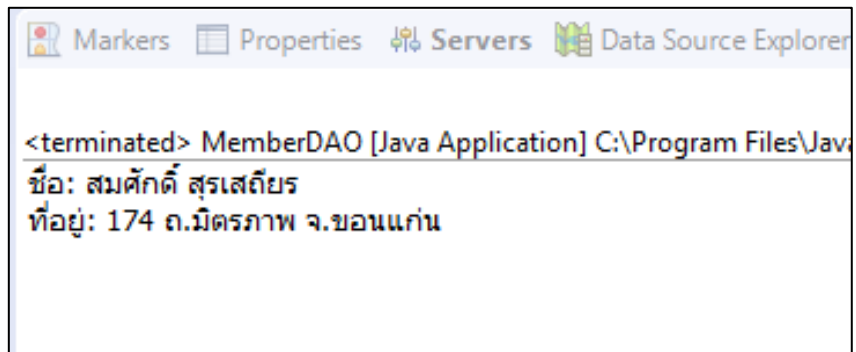 Markers Properties Servers Data Source Explorer
<terminated> MemberDAO [Java Application] C:\Program Files\Java
ชื่อ: สมศักดิ์ สุรเสถียร
ที่อยู่: 174 ถ.มิตรภาพ จ.ขอนแก่น